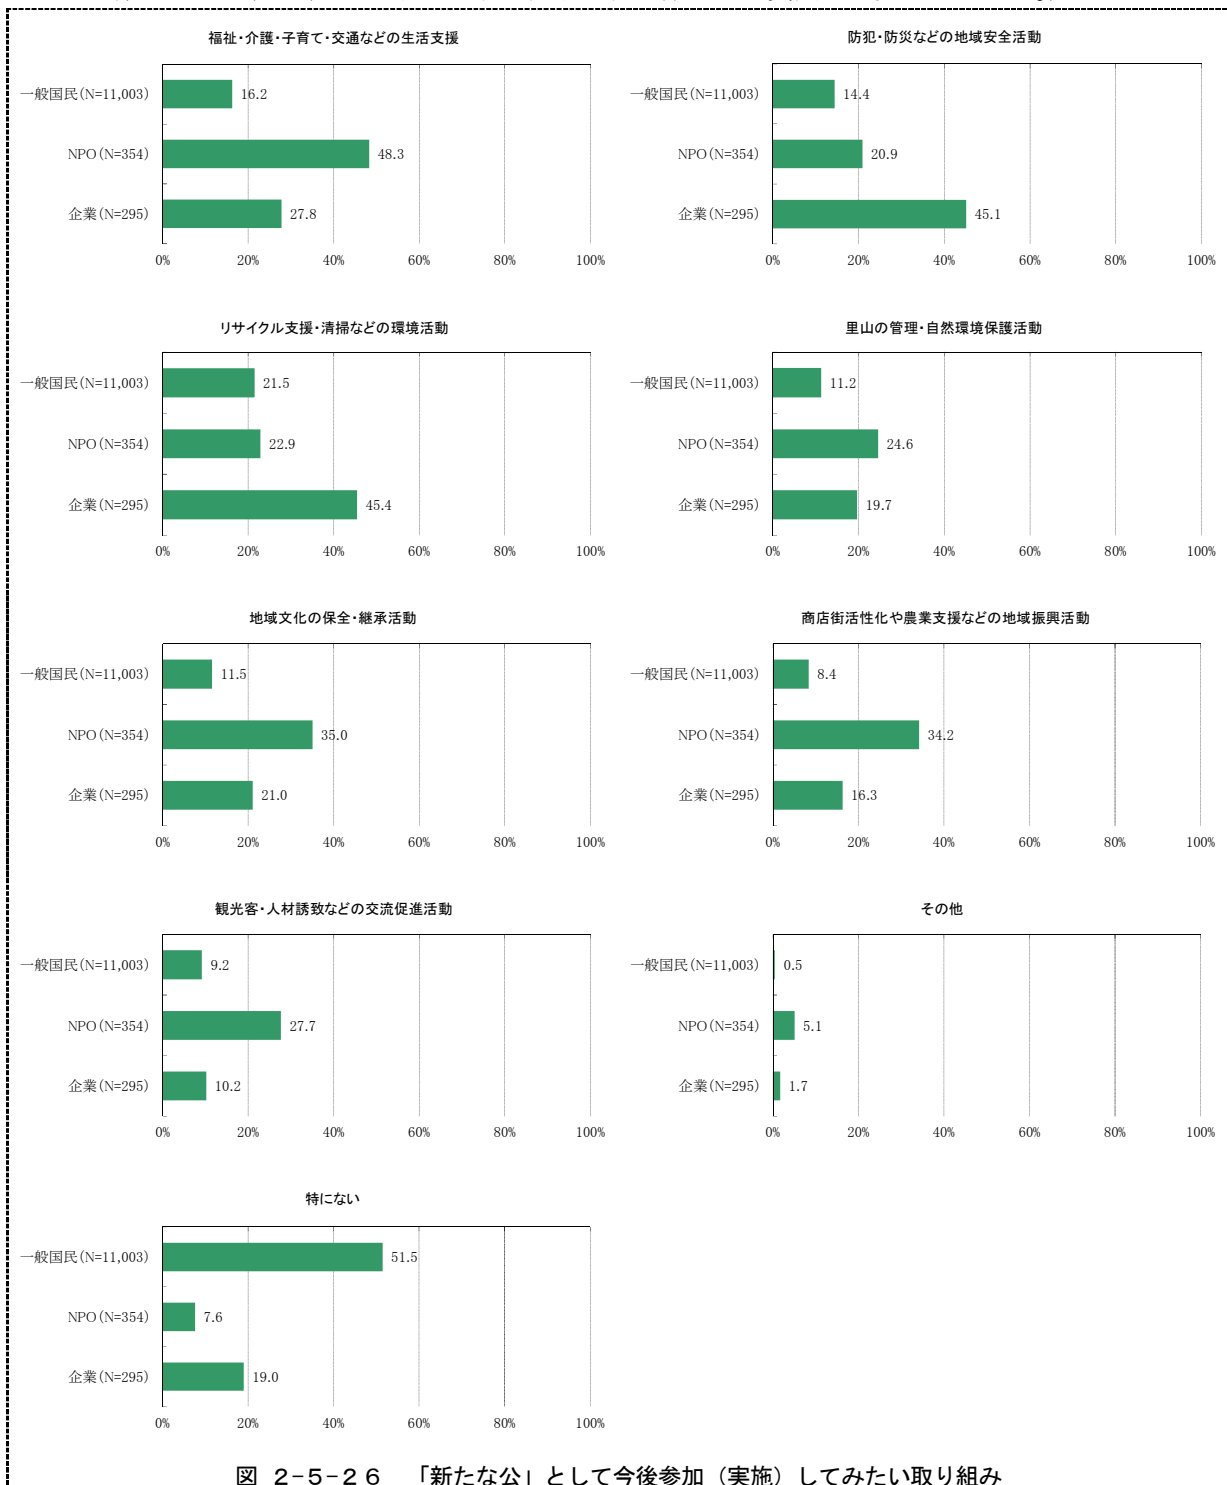 福祉・介護・子育て・交通などの生活支援
一般国民(N=11,003) 16.2
NPO(N=354) 48.3
企業(N=295) 27.8
0% 20% 40% 60% 80% 100%
防犯・防災などの地域安全活動
一般国民(N=11,003) 14.4
NPO(N=354) 20.9
企業(N=295) 45.1
0% 20% 40% 60% 80% 100%
リサイクル支援・清掃などの環境活動
一般国民(N=11,003) 21.5
NPO(N=354) 22.9
企業(N=295) 45.4
0% 20% 40% 60% 80% 100%
里山の管理・自然環境保護活動
一般国民(N=11,003) 11.2
NPO(N=354) 24.6
企業(N=295) 19.7
0% 20% 40% 60% 80% 100%
地域文化の保全・継承活動
一般国民(N=11,003) 11.5
NPO(N=354) 35.0
企業(N=295) 21.0
0% 20% 40% 60% 80% 100%
商店街活性化や農業支援などの地域振興活動
一般国民(N=11,003) 8.4
NPO(N=354) 34.2
企業(N=295) 16.3
0% 20% 40% 60% 80% 100%
観光客・人材誘致などの交流促進活動
一般国民(N=11,003) 9.2
NPO(N=354) 27.7
企業(N=295) 10.2
0% 20% 40% 60% 80% 100%
その他
一般国民(N=11,003) 0.5
NPO(N=354) 5.1
企業(N=295) 1.7
0% 20% 40% 60% 80% 100%
特にない
一般国民(N=11,003) 51.5
NPO(N=354) 7.6
企業(N=295) 19.0
0% 20% 40% 60% 80% 100%
図 2-5-26 「新たな公」として今後参加（実施）してみたい取り組み